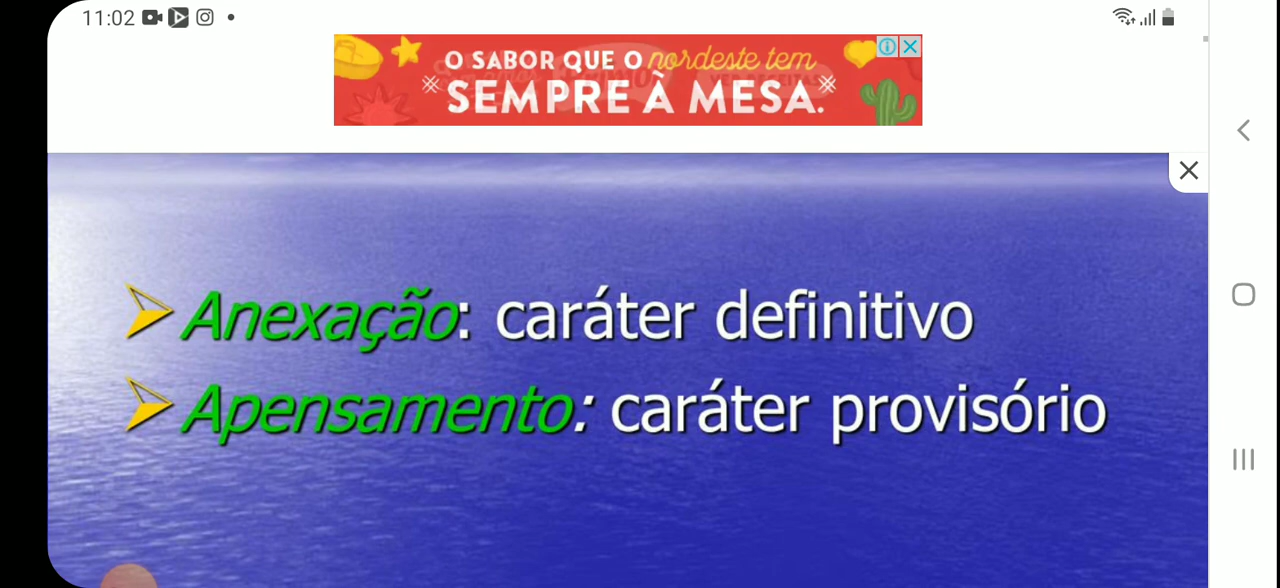 11:02
O SABOR QUE O nordeste tem
SEMPRE À MESA.
Anexação: caráter definitivo
Apensamento: caráter provisório